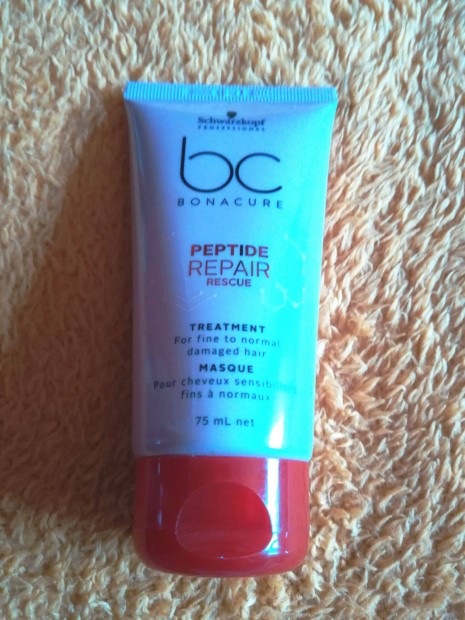 Schwarzkopf
PROFESSIONAL
bc
BONACURE
PEPTIDE
REPAIR
RESCUE
TREATMENT
For fine to normal
damaged hair
MASQUE
Pour cheveux
fins à normaux
75 mL net